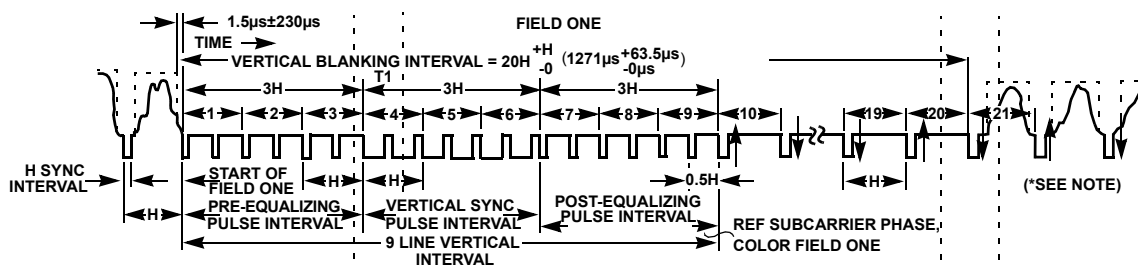 1.5µs±230µs
FIELD ONE
TIME
VERTICAL BLANKING INTERVAL = 20H +H -0 (1271µs +63.5µs -0µs)
T1
3H 3H 3H
1 2 3 4 5 6 7 8 9 10 19 20 21
H SYNC
INTERVAL
START OF
FIELD ONE
H H 0.5H H
(*SEE NOTE)
H
PRE-EQUALIZING
PULSE INTERVAL
VERTICAL SYNC
PULSE INTERVAL
POST-EQUALIZING
PULSE INTERVAL
REF SUBCARRIER PHASE,
COLOR FIELD ONE
9 LINE VERTICAL
INTERVAL